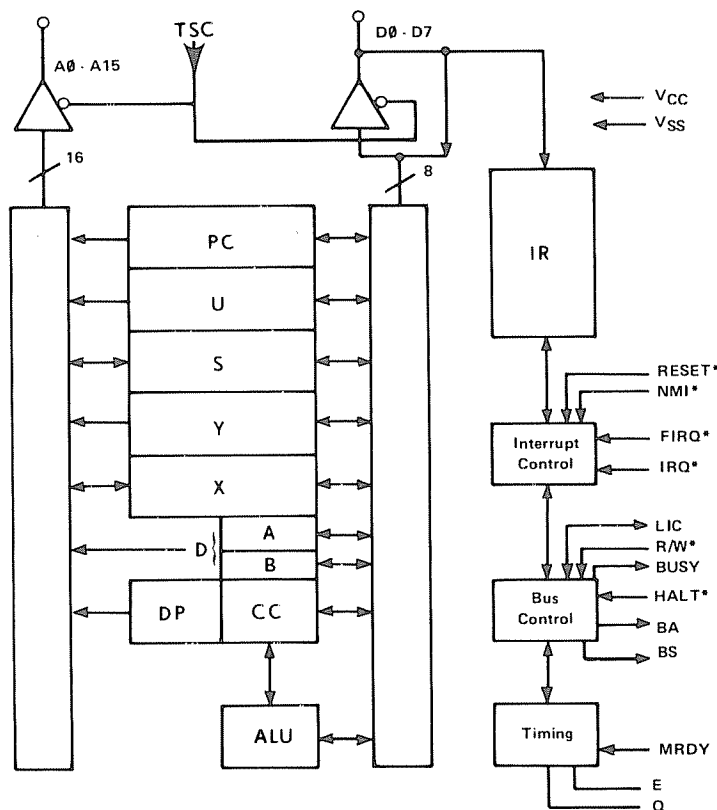 TSC
D0 - D7
A0 - A15
VCC
VSS
16
8
PC
IR
U
S
RESET*
NMI*
Y
Interrupt
Control
FIRQ*
IRQ*
X
A
LIC
D{
R/W*
B
BUSY
DP
CC
Bus
Control
HALT*
BA
BS
ALU
Timing
MRDY
E
Q